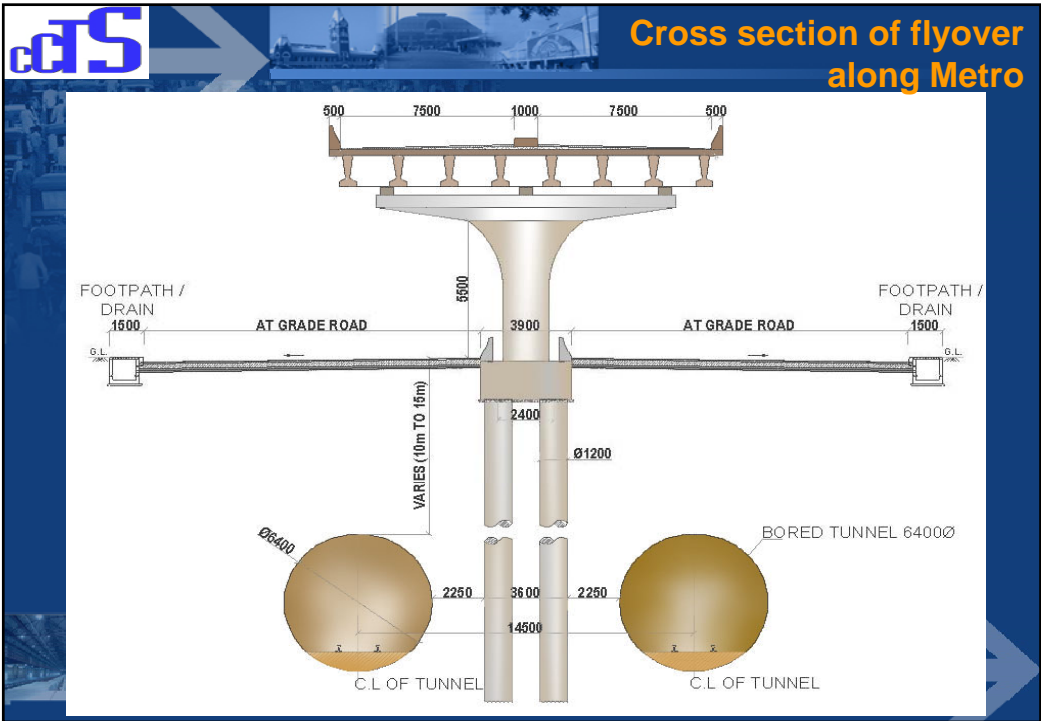 CCTS
Cross section of flyover
along Metro
500 7500 1000 7500 500
5500
FOOTPATH /
DRAIN
1500
AT GRADE ROAD
3900
AT GRADE ROAD
FOOTPATH /
DRAIN
1500
G.L.
G.L.
VARIES (10m TO 15m)
2400
Ø1200
Ø6400
BORED TUNNEL 6400Ø
2250 3600 2250
14500
C.L OF TUNNEL
C.L OF TUNNEL